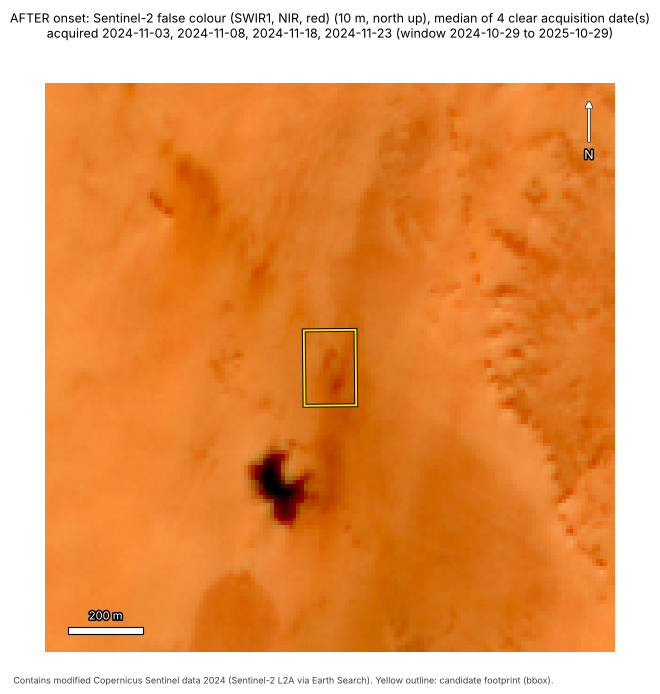 AFTER onset: Sentinel-2 false colour (SWIR1, NIR, red) (10 m, north up), median of 4 clear acquisition date(s)
acquired 2024-11-03, 2024-11-08, 2024-11-18, 2024-11-23 (window 2024-10-29 to 2025-10-29)
N
200 m
Contains modified Copernicus Sentinel data 2024 (Sentinel-2 L2A via Earth Search). Yellow outline: candidate footprint (bbox).